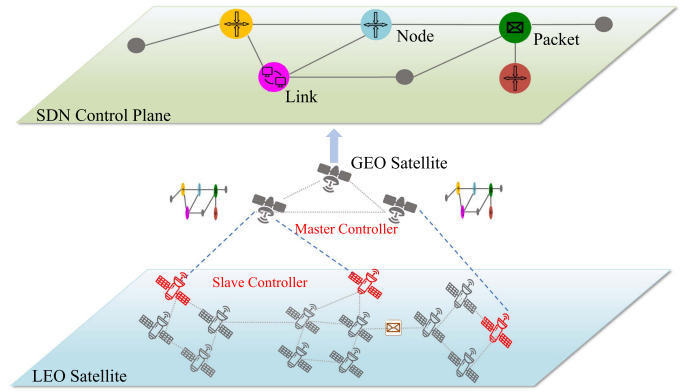 Node
Packet
Link
SDN Control Plane
GEO Satellite
Master Controller
Slave Controller
LEO Satellite